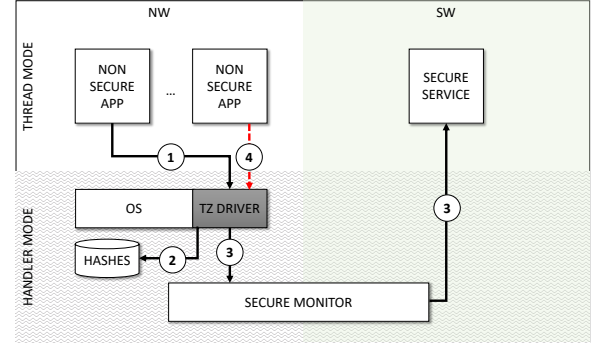 NW
SW
THREAD MODE
NON
SECURE
APP
...
NON
SECURE
APP
SECURE
SERVICE
1
4
3
HANDLER MODE
OS
TZ DRIVER
HASHES
2
3
SECURE MONITOR